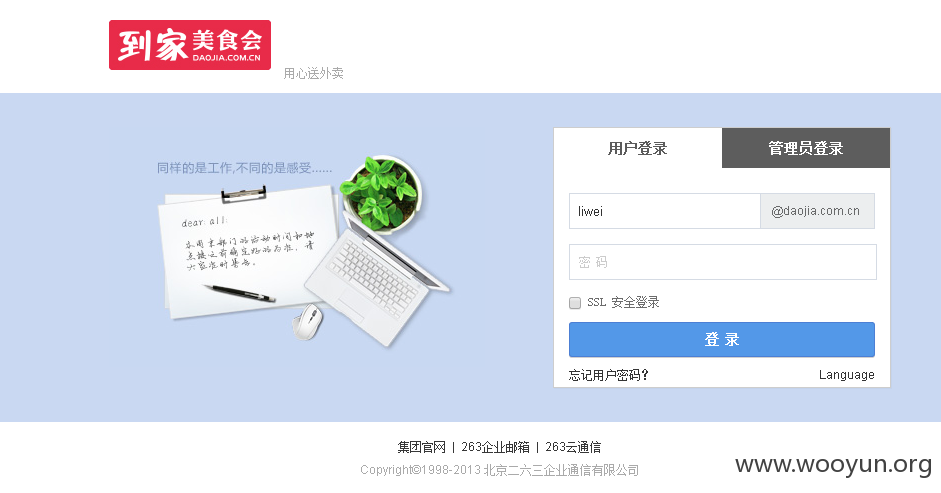 到家美食会
DAOJIA.COM.CN
用心送外卖
同样的是工作,不同的是感受......
用户登录
管理员登录
dear all:
liwei
@daojia.com.cn
密 码
SSL 安全登录
登 录
忘记用户密码?
Language
集团官网 | 263企业邮箱 | 263云通信
Copyright©1998-2013 北京二六三企业通信有限公司
www.wooyun.org